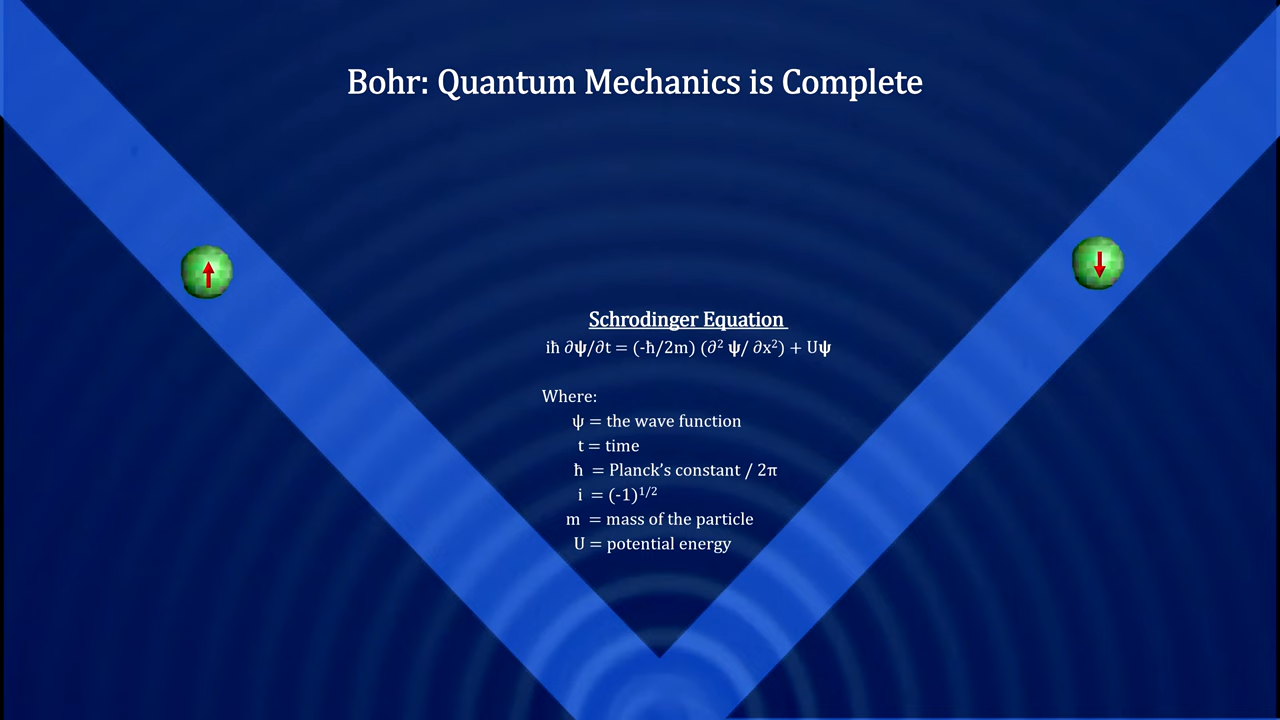 Bohr: Quantum Mechanics is Complete
Schrodinger Equation
iħ ∂ψ/∂t = (-ħ/2m) (∂² ψ/ ∂x²) + Uψ
Where:
ψ = the wave function
t = time
ħ = Planck’s constant / 2π
i = (-1)¹/²
m = mass of the particle
U = potential energy